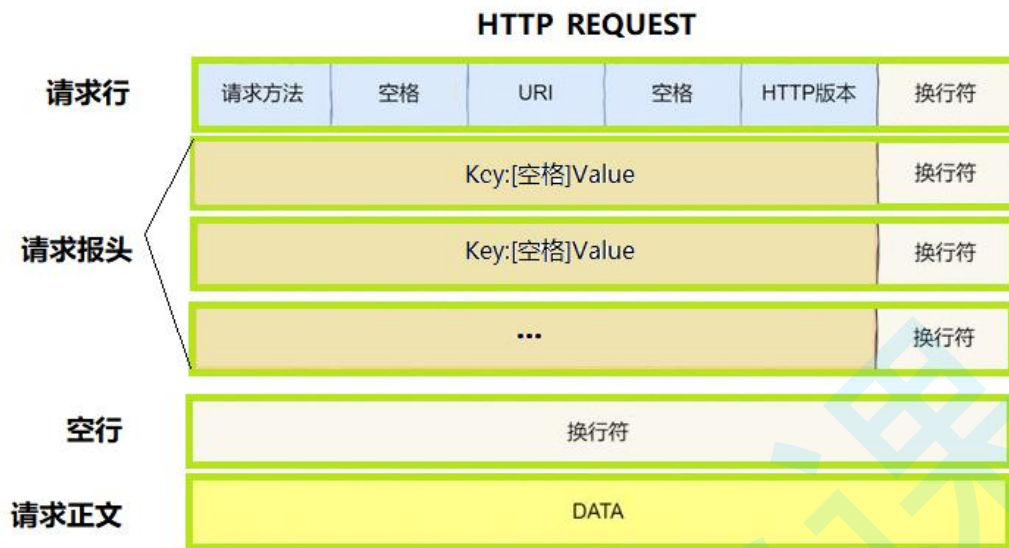 HTTP REQUEST
请求行 请求方法 空格 URI 空格 HTTP版本 换行符
Key:[空格]Value 换行符
请求报头 Key:[空格]Value 换行符
... 换行符
空行 换行符
请求正文 DATA
课